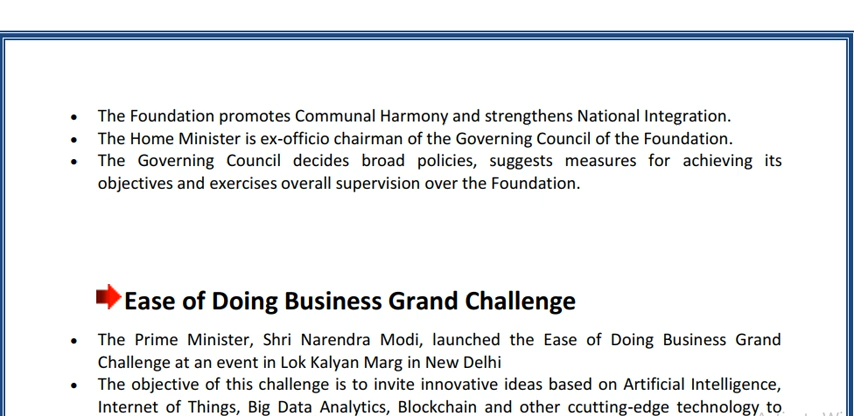 • The Foundation promotes Communal Harmony and strengthens National Integration.
• The Home Minister is ex-officio chairman of the Governing Council of the Foundation.
• The Governing Council decides broad policies, suggests measures for achieving its
objectives and exercises overall supervision over the Foundation.
Ease of Doing Business Grand Challenge
• The Prime Minister, Shri Narendra Modi, launched the Ease of Doing Business Grand
Challenge at an event in Lok Kalyan Marg in New Delhi
• The objective of this challenge is to invite innovative ideas based on Artificial Intelligence,
Internet of Things, Big Data Analytics, Blockchain and other ccutting-edge technology to